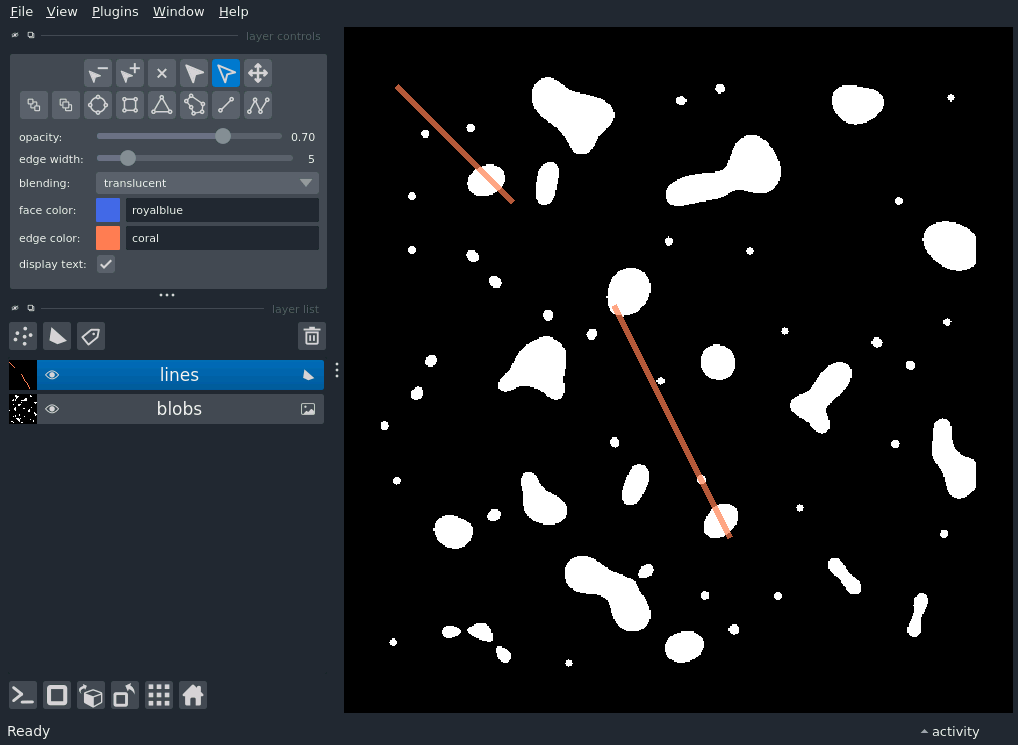 File View Plugins Window Help
layer controls
opacity: 0.70
edge width: 5
blending: translucent
face color: royalblue
edge color: coral
display text:
layer list
lines
blobs
Ready
activity